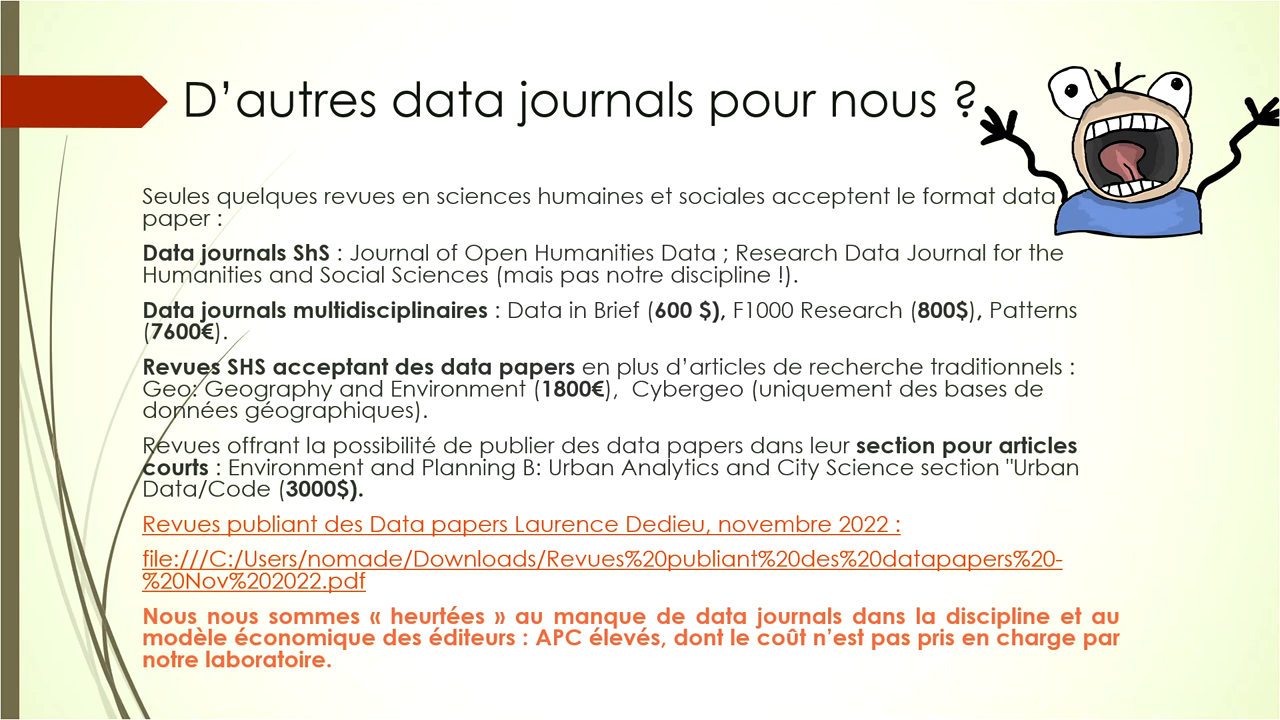 D’autres data journals pour nous ?
Seules quelques revues en sciences humaines et sociales acceptent le format data
paper :
Data journals ShS : Journal of Open Humanities Data ; Research Data Journal for the
Humanities and Social Sciences (mais pas notre discipline !).
Data journals multidisciplinaires : Data in Brief (600 $), F1000 Research (800$), Patterns
(7600€).
Revues SHS acceptant des data papers en plus d’articles de recherche traditionnels :
Geo: Geography and Environment (1800€),  Cybergeo (uniquement des bases de
données géographiques).
Revues offrant la possibilité de publier des data papers dans leur section pour articles
courts : Environment and Planning B: Urban Analytics and City Science section "Urban
Data/Code (3000$).
Revues publiant des Data papers Laurence Dedieu, novembre 2022 :
file:///C:/Users/nomade/Downloads/Revues%20publiant%20des%20datapapers%20-
%20Nov%202022.pdf
Nous nous sommes « heurtées » au manque de data journals dans la discipline et au
modèle économique des éditeurs : APC élevés, dont le coût n’est pas pris en charge par
notre laboratoire.